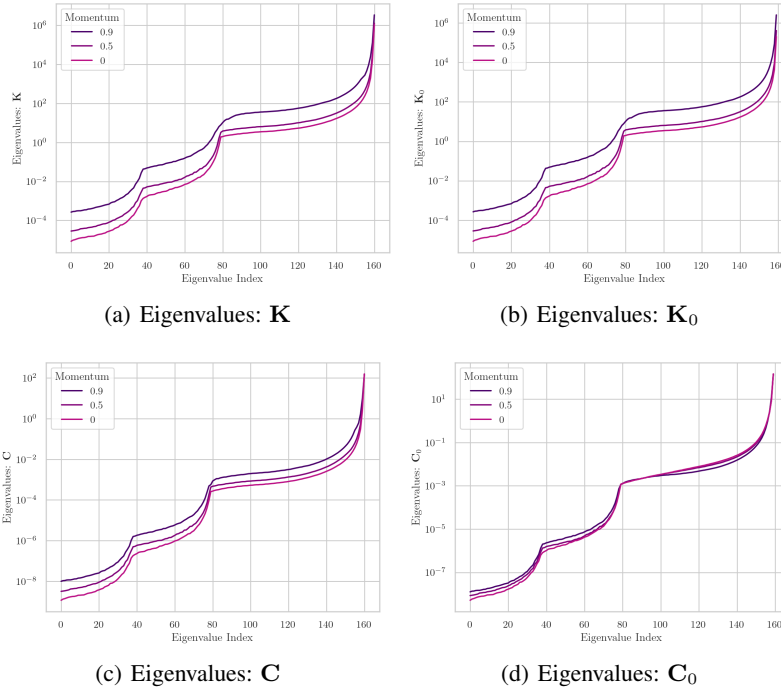 Momentum
0.9
0.5
0
10^6
10^4
10^2
10^0
10^{-2}
10^{-4}
Eigenvalues: K
0 20 40 60 80 100 120 140 160
Eigenvalue Index
(a) Eigenvalues: K
Momentum
0.9
0.5
0
10^6
10^4
10^2
10^0
10^{-2}
10^{-4}
Eigenvalues: K_0
0 20 40 60 80 100 120 140 160
Eigenvalue Index
(b) Eigenvalues: K_0
Momentum
0.9
0.5
0
10^2
10^0
10^{-2}
10^{-4}
10^{-6}
10^{-8}
Eigenvalues: C
0 20 40 60 80 100 120 140 160
Eigenvalue Index
(c) Eigenvalues: C
Momentum
0.9
0.5
0
10^1
10^{-1}
10^{-3}
10^{-5}
10^{-7}
Eigenvalues: C_0
0 20 40 60 80 100 120 140 160
Eigenvalue Index
(d) Eigenvalues: C_0